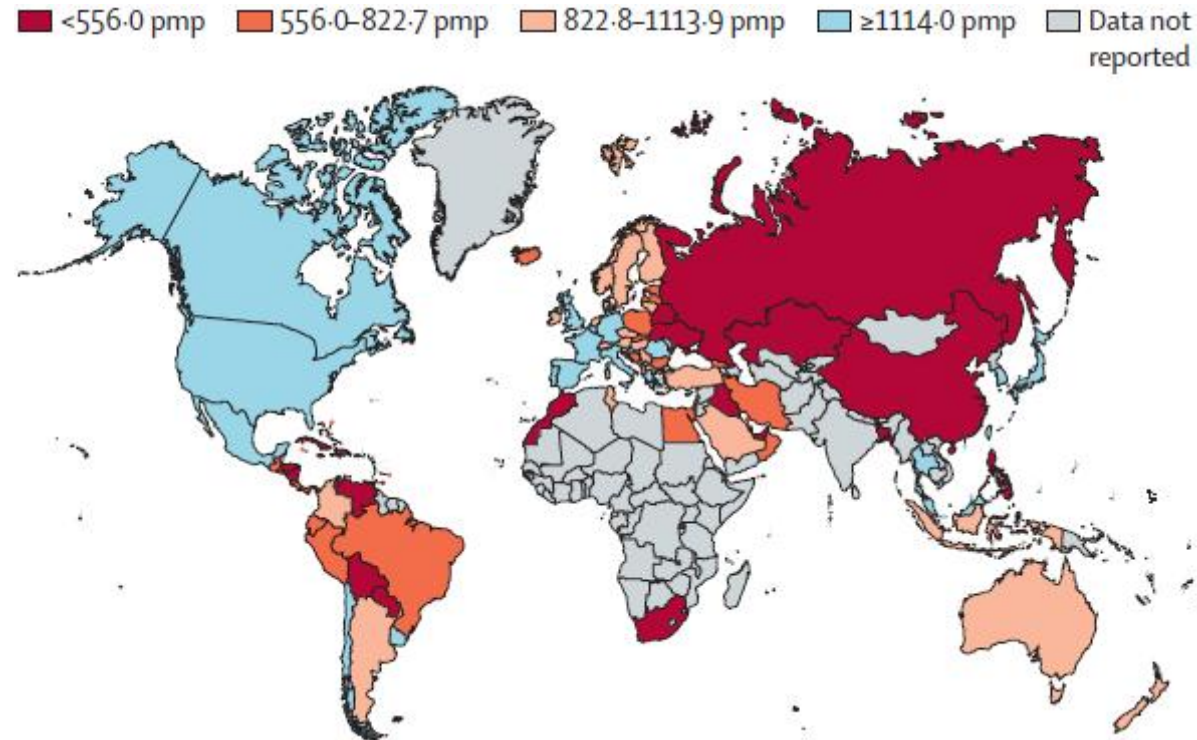 <556·0 pmp 556·0–822·7 pmp 822·8–1113·9 pmp ≥1114·0 pmp Data not
reported